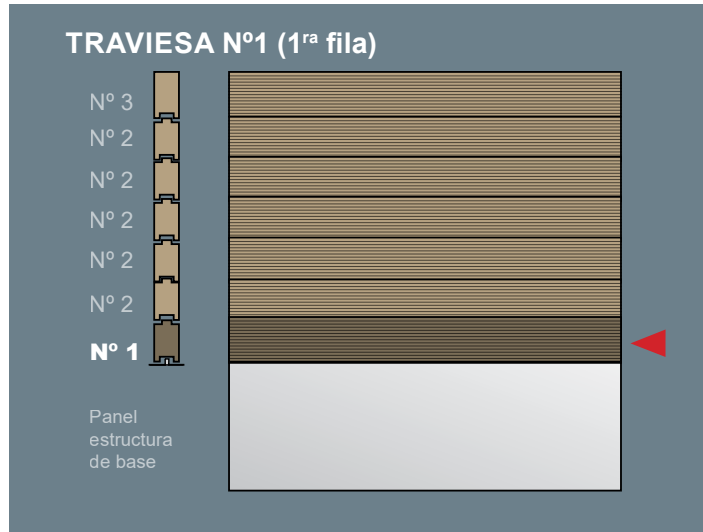 TRAVIESA Nº1 (1ra fila)
Nº 3
Nº 2
Nº 2
Nº 2
Nº 2
Nº 2
Nº 1
Panel
estructura
de base